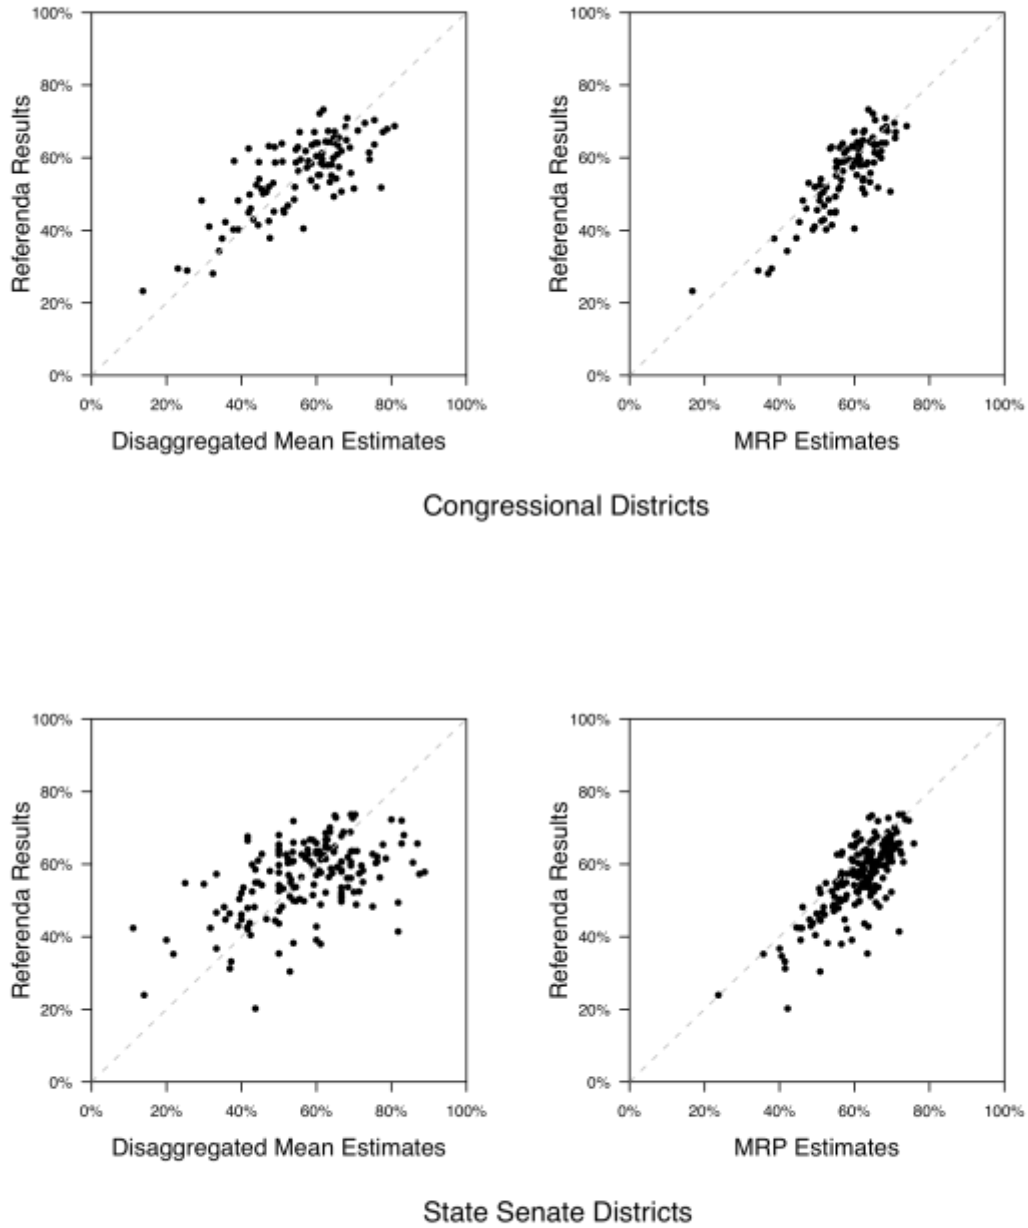 100%
80%
60%
40%
20%
0%
Referenda Results
0% 20% 40% 60% 80% 100%
Disaggregated Mean Estimates
100%
80%
60%
40%
20%
0%
Referenda Results
0% 20% 40% 60% 80% 100%
MRP Estimates
Congressional Districts
100%
80%
60%
40%
20%
0%
Referenda Results
0% 20% 40% 60% 80% 100%
Disaggregated Mean Estimates
100%
80%
60%
40%
20%
0%
Referenda Results
0% 20% 40% 60% 80% 100%
MRP Estimates
State Senate Districts